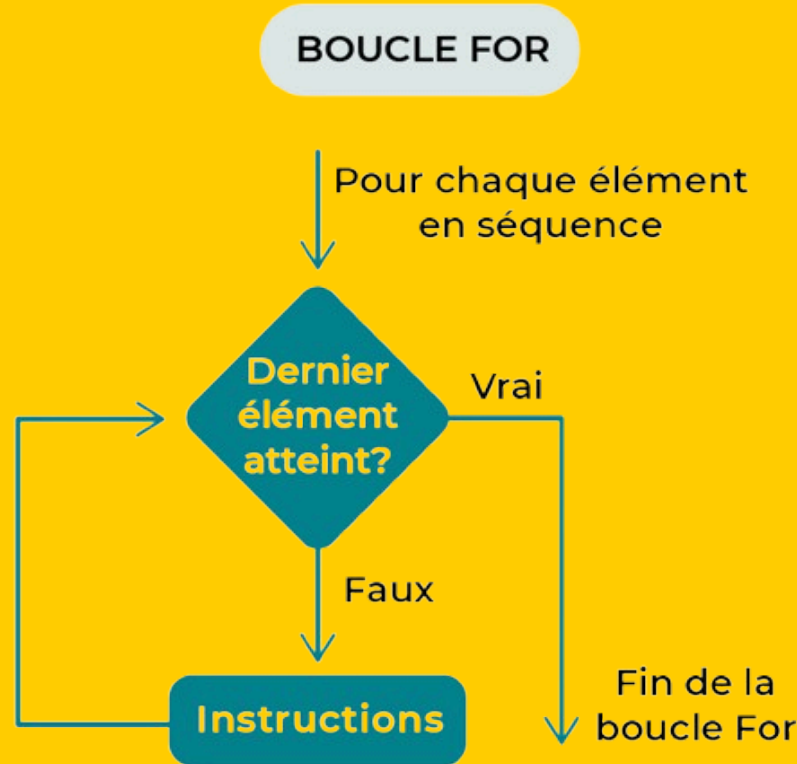 BOUCLE FOR
Pour chaque élément
en séquence
Dernier
élément
atteint?
Vrai
Faux
Instructions
Fin de la
boucle For